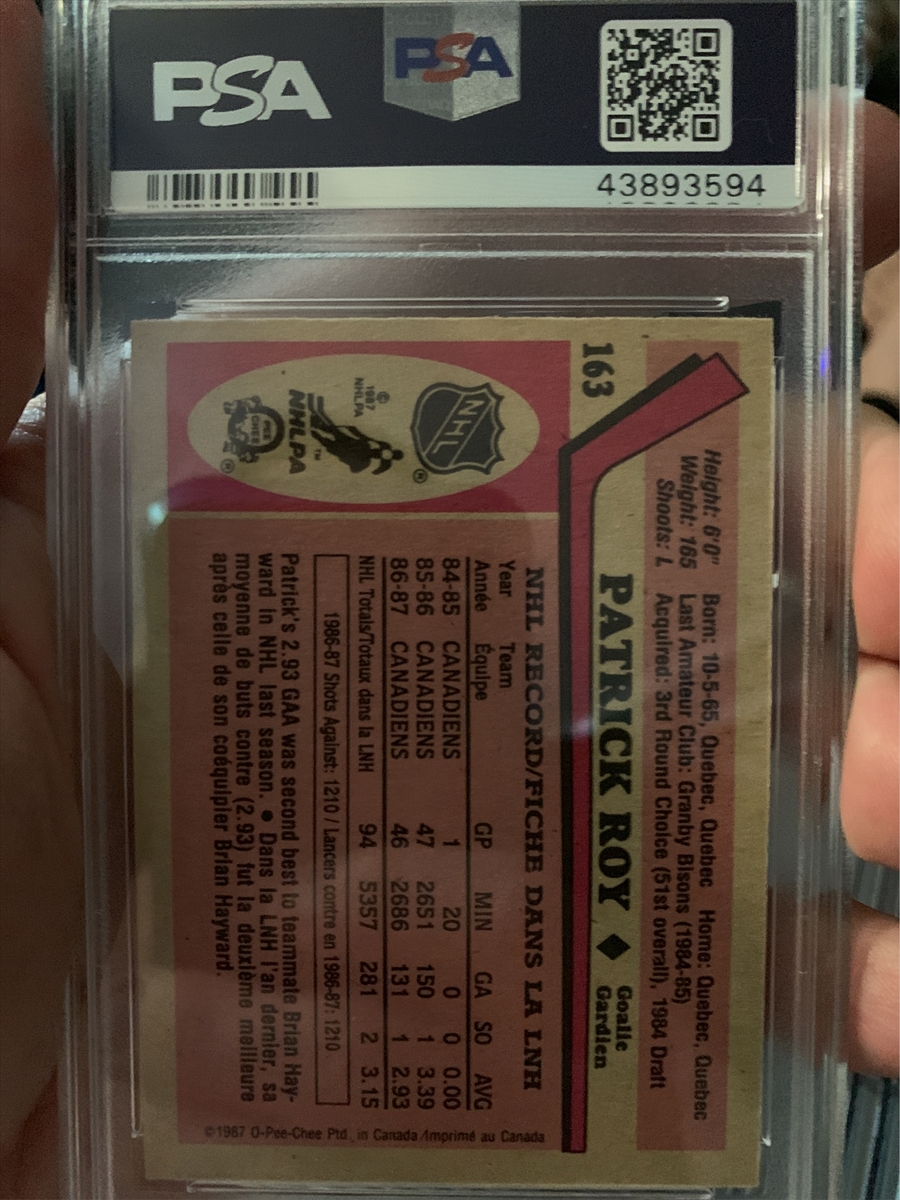 PSA
PSA
43893594
163
Height: 6'0" Born: 10-5-65, Quebec, Quebec Home: Quebec, Quebec
Weight: 165 Last Amateur Club: Granby Bisons (1984-85)
Shoots: L Acquired: 3rd Round Choice (51st overall), 1984 Draft
PATRICK ROY ◆ Goalie
Gardien
NHL
®
© 1987 NHLPA
NHLPA™
O-PEE-CHEE
®
NHL RECORD/FICHE DANS LA LNH
Year Team
Année Équipe GP MIN GA SO AVG
84-85 CANADIENS 1 20 0 0 0.00
85-86 CANADIENS 47 2651 150 1 3.39
86-87 CANADIENS 46 2686 131 1 2.93
NHL Totals/Totaux dans la LNH 94 5357 281 2 3.15
1986-87 Shots Against: 1210 / Lancers contre en 1986-87: 1210
Patrick's 2.93 GAA was second best to teammate Brian Hay-
ward in NHL last season. ● Dans la LNH l'an dernier, sa
moyenne de buts contre (2.93) fut la deuxième meilleure
après celle de son coéquipier Brian Hayward.
©1987 O-Pee-Chee Ptd. in Canada/Imprimé au Canada